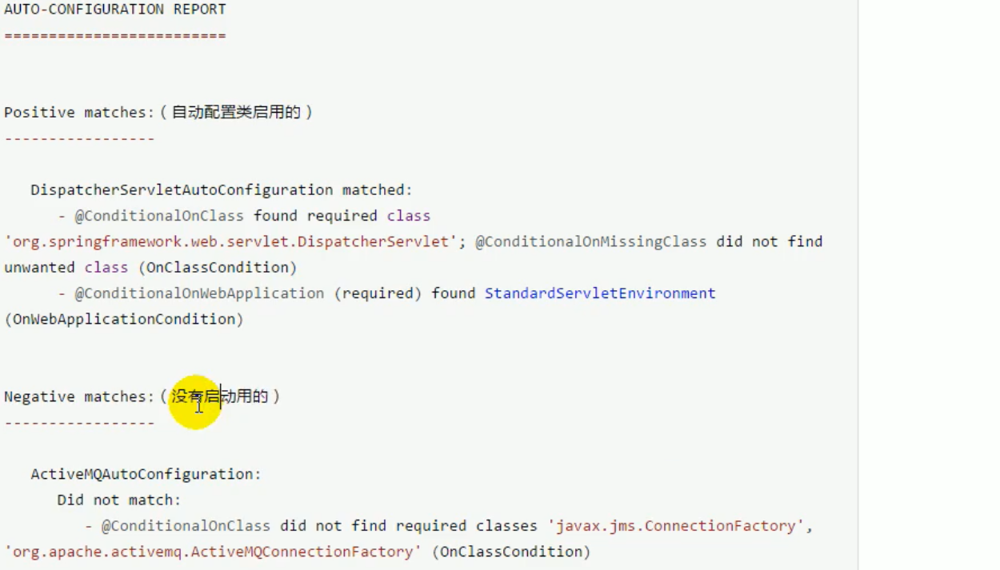 AUTO-CONFIGURATION REPORT
=========================
Positive matches:（自动配置类启用的）
-----------------
DispatcherServletAutoConfiguration matched:
- @ConditionalOnClass found required class
'org.springframework.web.servlet.DispatcherServlet'; @ConditionalOnMissingClass did not find
unwanted class (OnClassCondition)
- @ConditionalOnWebApplication (required) found StandardServletEnvironment
(OnWebApplicationCondition)
Negative matches:（没有启动用的）
-----------------
ActiveMQAutoConfiguration:
Did not match:
- @ConditionalOnClass did not find required classes 'javax.jms.ConnectionFactory',
'org.apache.activemq.ActiveMQConnectionFactory' (OnClassCondition)